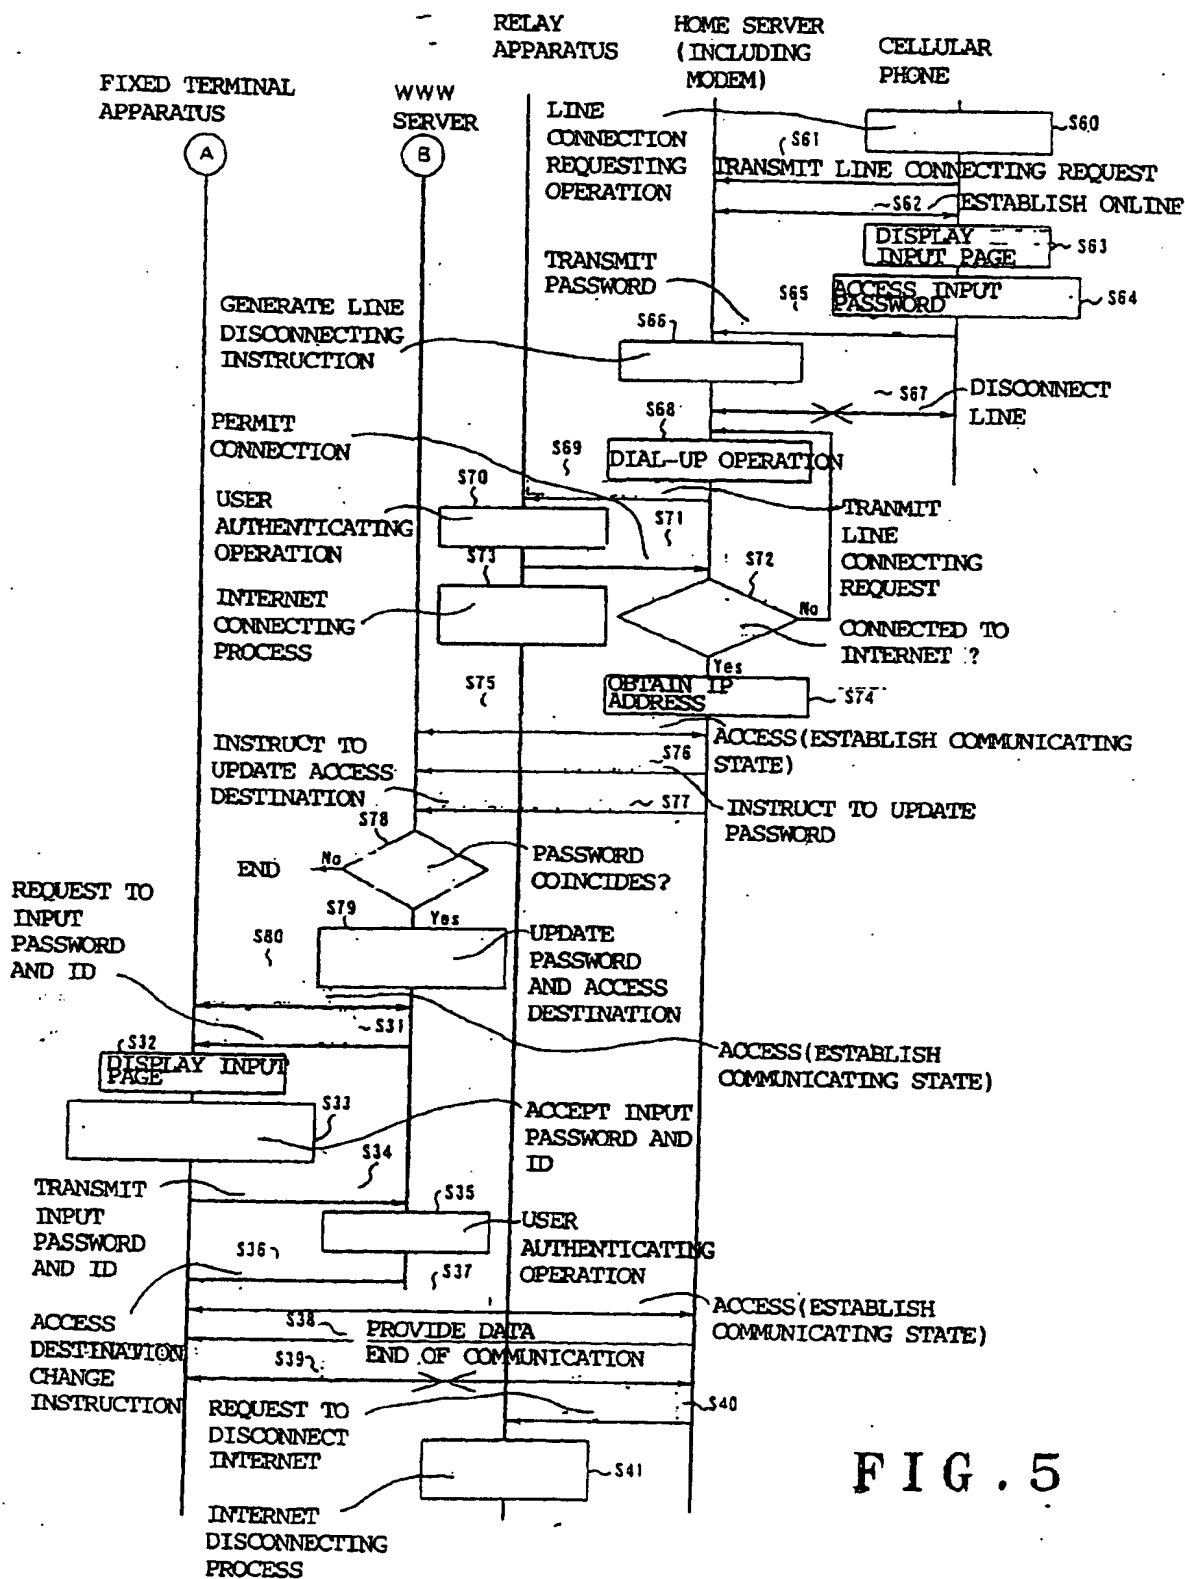 RELAY
APPARATUS
HOME SERVER
(INCLUDING
MODEM)
CELLULAR
PHONE
FIXED TERMINAL
APPARATUS
WWW
SERVER
A
B
LINE
CONNECTION
REQUESTING
OPERATION
S60
S61
TRANSMIT LINE CONNECTING REQUEST
S62
ESTABLISH ONLINE
DISPLAY
INPUT PAGE
S63
TRANSMIT
PASSWORD
S65
ACCESS INPUT
PASSWORD
S64
GENERATE LINE
DISCONNECTING
INSTRUCTION
S66
S67
DISCONNECT
LINE
PERMIT
CONNECTION
S68
DIAL-UP OPERATION
S69
S70
USER
AUTHENTICATING
OPERATION
S71
TRANMIT
LINE
CONNECTING
REQUEST
S73
S72
No
INTERNET
CONNECTING
PROCESS
CONNECTED TO
INTERNET ?
Yes
S75
OBTAIN IP
ADDRESS
S74
ACCESS(ESTABLISH COMMUNICATING
STATE)
INSTRUCT TO
UPDATE ACCESS
DESTINATION
S76
S77
INSTRUCT TO UPDATE
PASSWORD
S78
No
END
PASSWORD
COINCIDES?
REQUEST TO
INPUT
PASSWORD
AND ID
S79
Yes
S80
UPDATE
PASSWORD
AND ACCESS
DESTINATION
S31
S32
DISPLAY INPUT
PAGE
ACCESS(ESTABLISH
COMMUNICATING STATE)
S33
ACCEPT INPUT
PASSWORD AND
ID
S34
TRANSMIT
INPUT
PASSWORD
AND ID
S35
USER
AUTHENTICATING
OPERATION
S36
S37
ACCESS
DESTINATION
CHANGE
INSTRUCTION
ACCESS(ESTABLISH
COMMUNICATING STATE)
S38
PROVIDE DATA
S39
END OF COMMUNICATION
REQUEST TO
DISCONNECT
INTERNET
S40
S41
INTERNET
DISCONNECTING
PROCESS
FIG.5